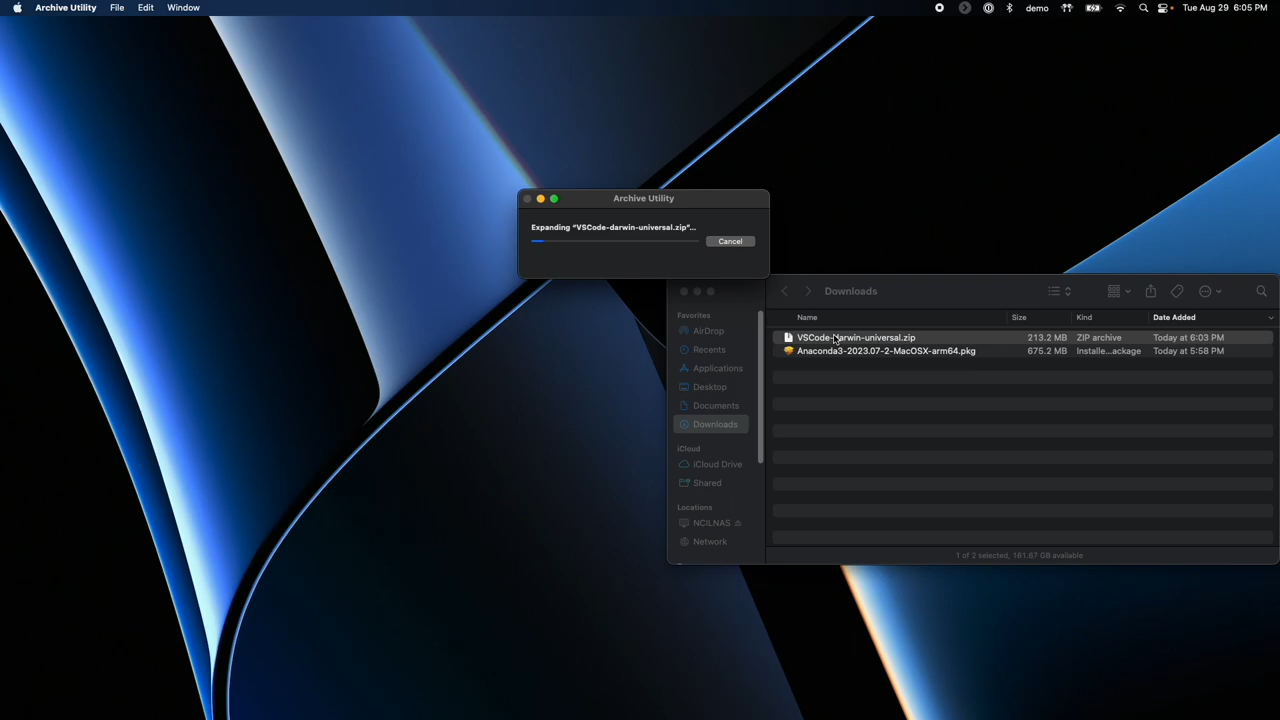 Archive Utility File Edit Window demo Tue Aug 29 6:05 PM
Archive Utility
Expanding "VSCode-darwin-universal.zip"...
Cancel
Downloads
Favorites
AirDrop
Recents
Applications
Desktop
Documents
Downloads
iCloud
iCloud Drive
Shared
Locations
NCILNAS
Network
Name Size Kind Date Added
VSCode-darwin-universal.zip 213.2 MB ZIP archive Today at 6:03 PM
Anaconda3-2023.07-2-MacOSX-arm64.pkg 675.2 MB Installe...ackage Today at 5:58 PM
1 of 2 selected, 161.67 GB available